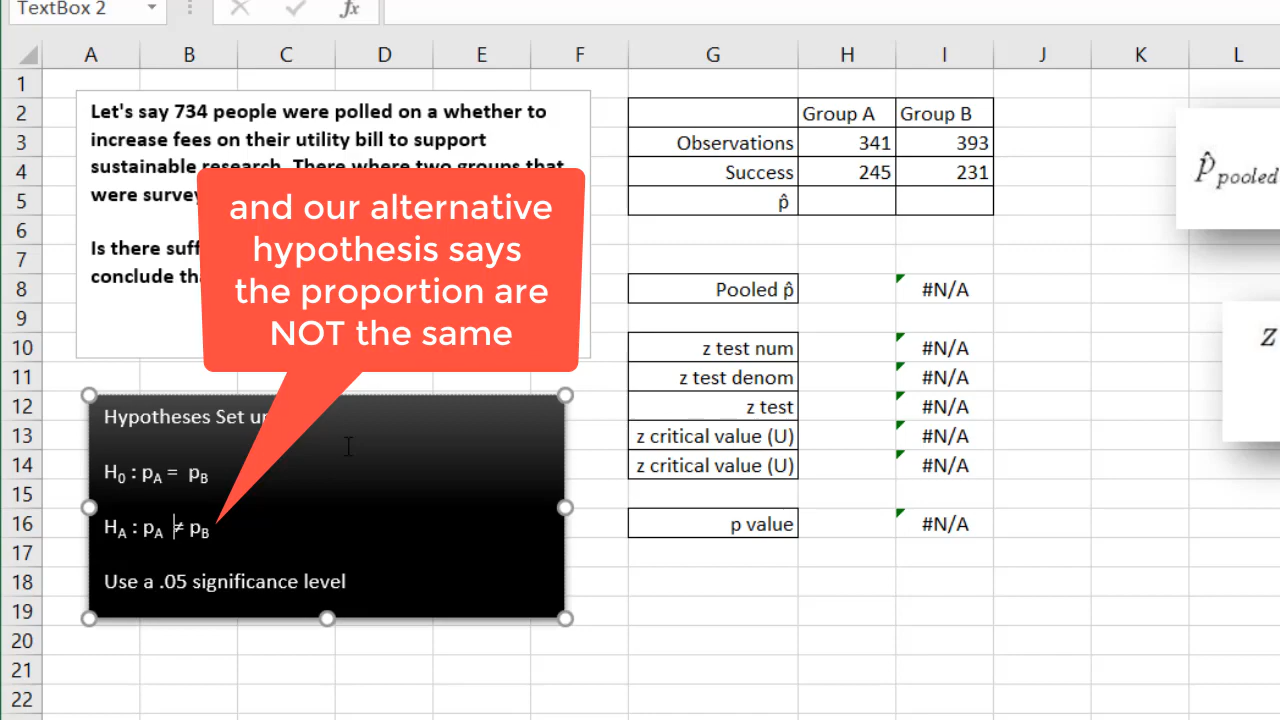 TextBox 2
fx
A B C D E F G H I J K L
1
2 Group A Group B
3 Observations 341 393
4 Success 245 231
5 p̂
6
7
8 Pooled p̂ #N/A
9
10 z test num #N/A
11 z test denom #N/A
12 z test #N/A
13 z critical value (U) #N/A
14 z critical value (U) #N/A
15
16 p value #N/A
17
18
19
20
21
22
Let's say 734 people were polled on a whether to
increase fees on their utility bill to support
sustainable research. There where two groups that
were
Is there
conclude
and our alternative
hypothesis says
the proportion are
NOT the same
Hypotheses Set
H0 : pA = pB
HA : pA ≠ pB
Use a .05 significance level
p̂ pooled
z